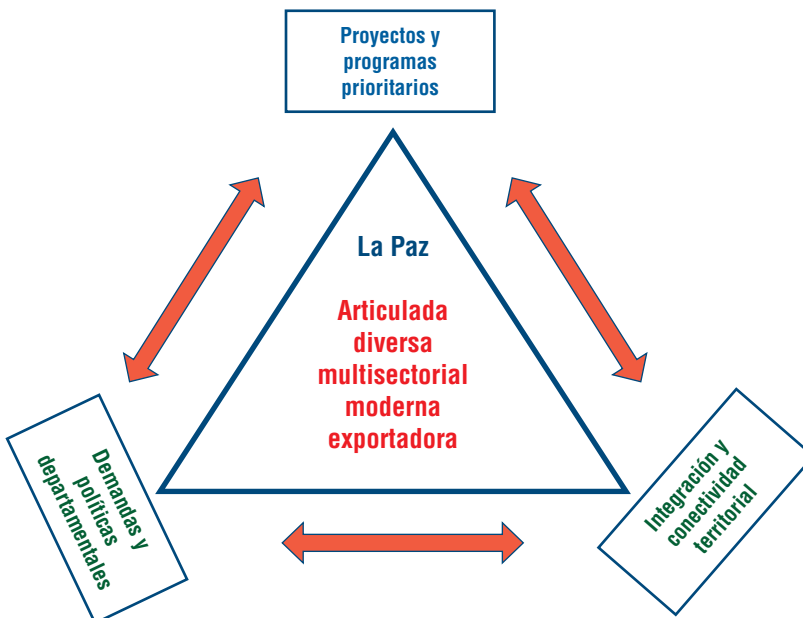 Proyectos y
programas
prioritarios
La Paz
Articulada
diversa
multisectorial
moderna
exportadora
Demandas y
políticas
departamentales
Integración y
conectividad
territorial